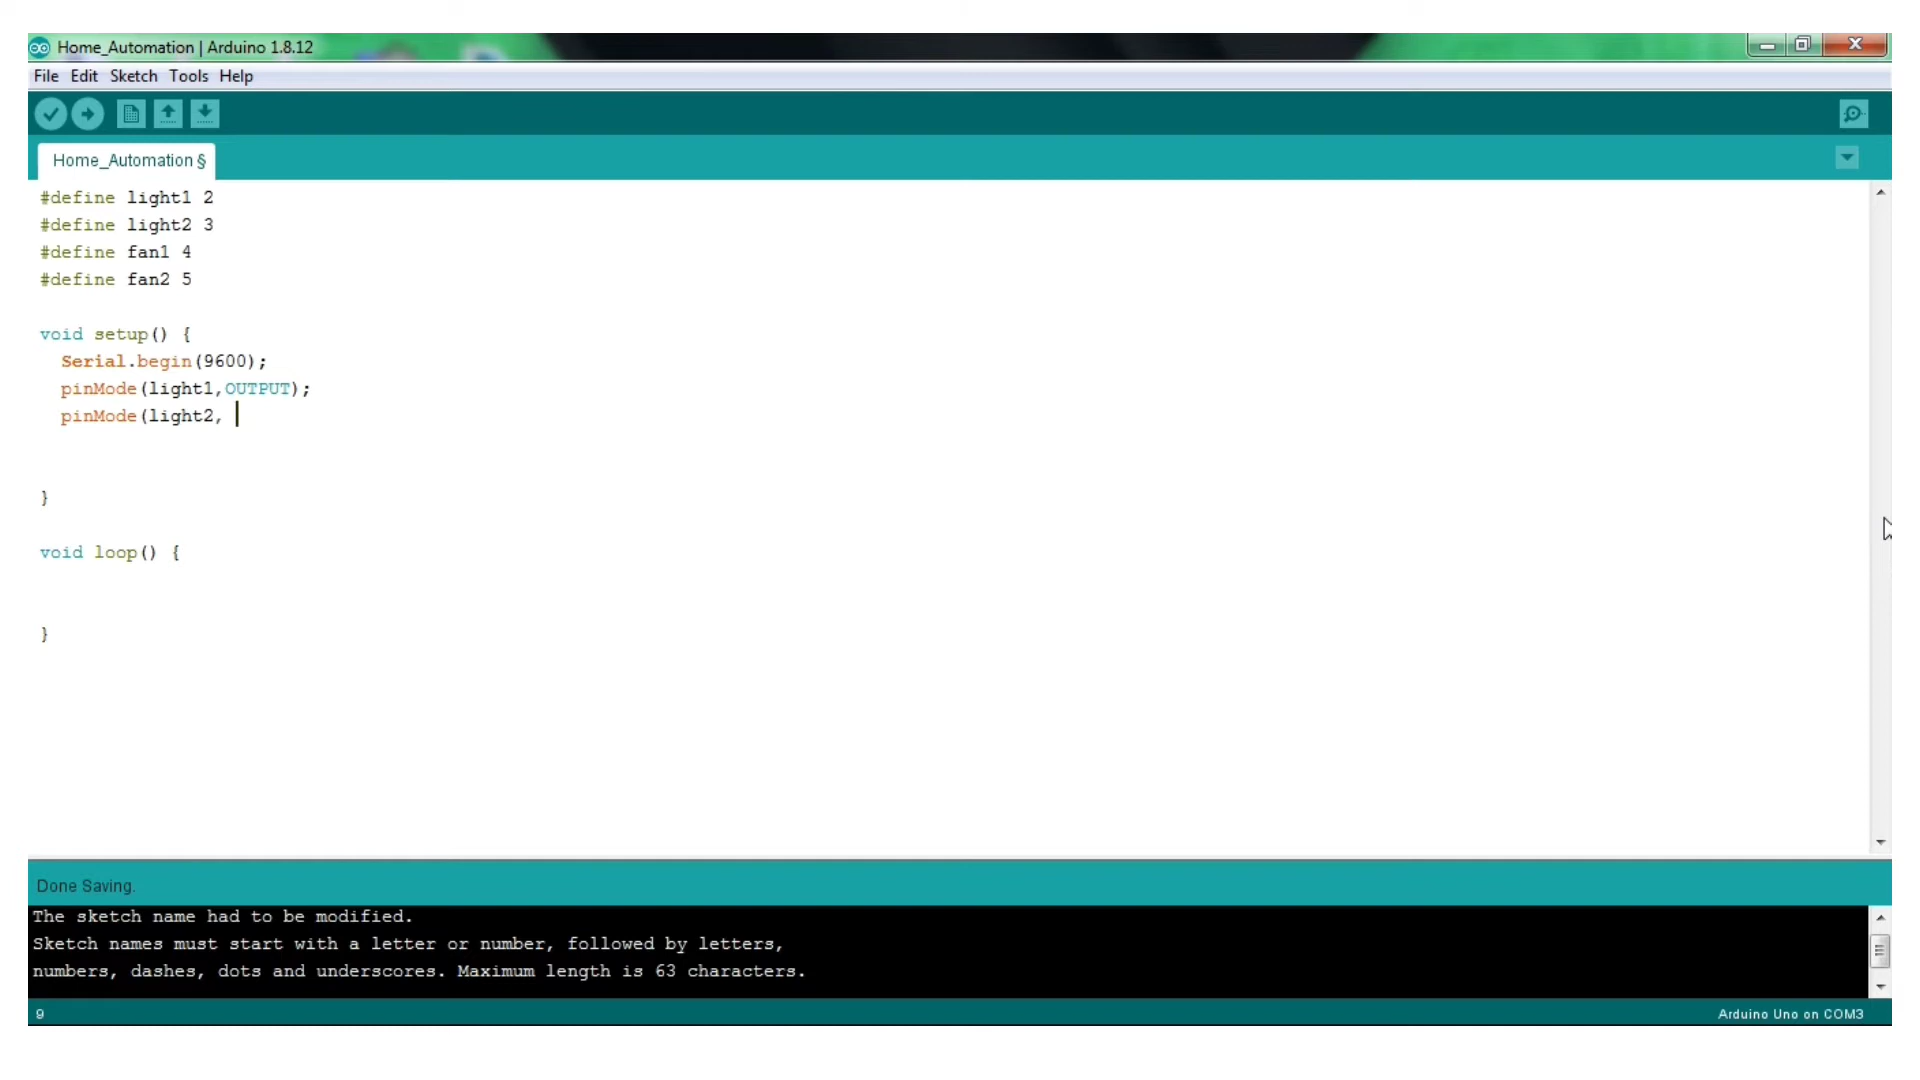 Home_Automation | Arduino 1.8.12
File Edit Sketch Tools Help
Home_Automation §
#define light1 2
#define light2 3
#define fan1 4
#define fan2 5
void setup() {
Serial.begin(9600);
pinMode(light1,OUTPUT);
pinMode(light2,
}
void loop() {
}
Done Saving.
The sketch name had to be modified.
Sketch names must start with a letter or number, followed by letters,
numbers, dashes, dots and underscores. Maximum length is 63 characters.
9
Arduino Uno on COM3